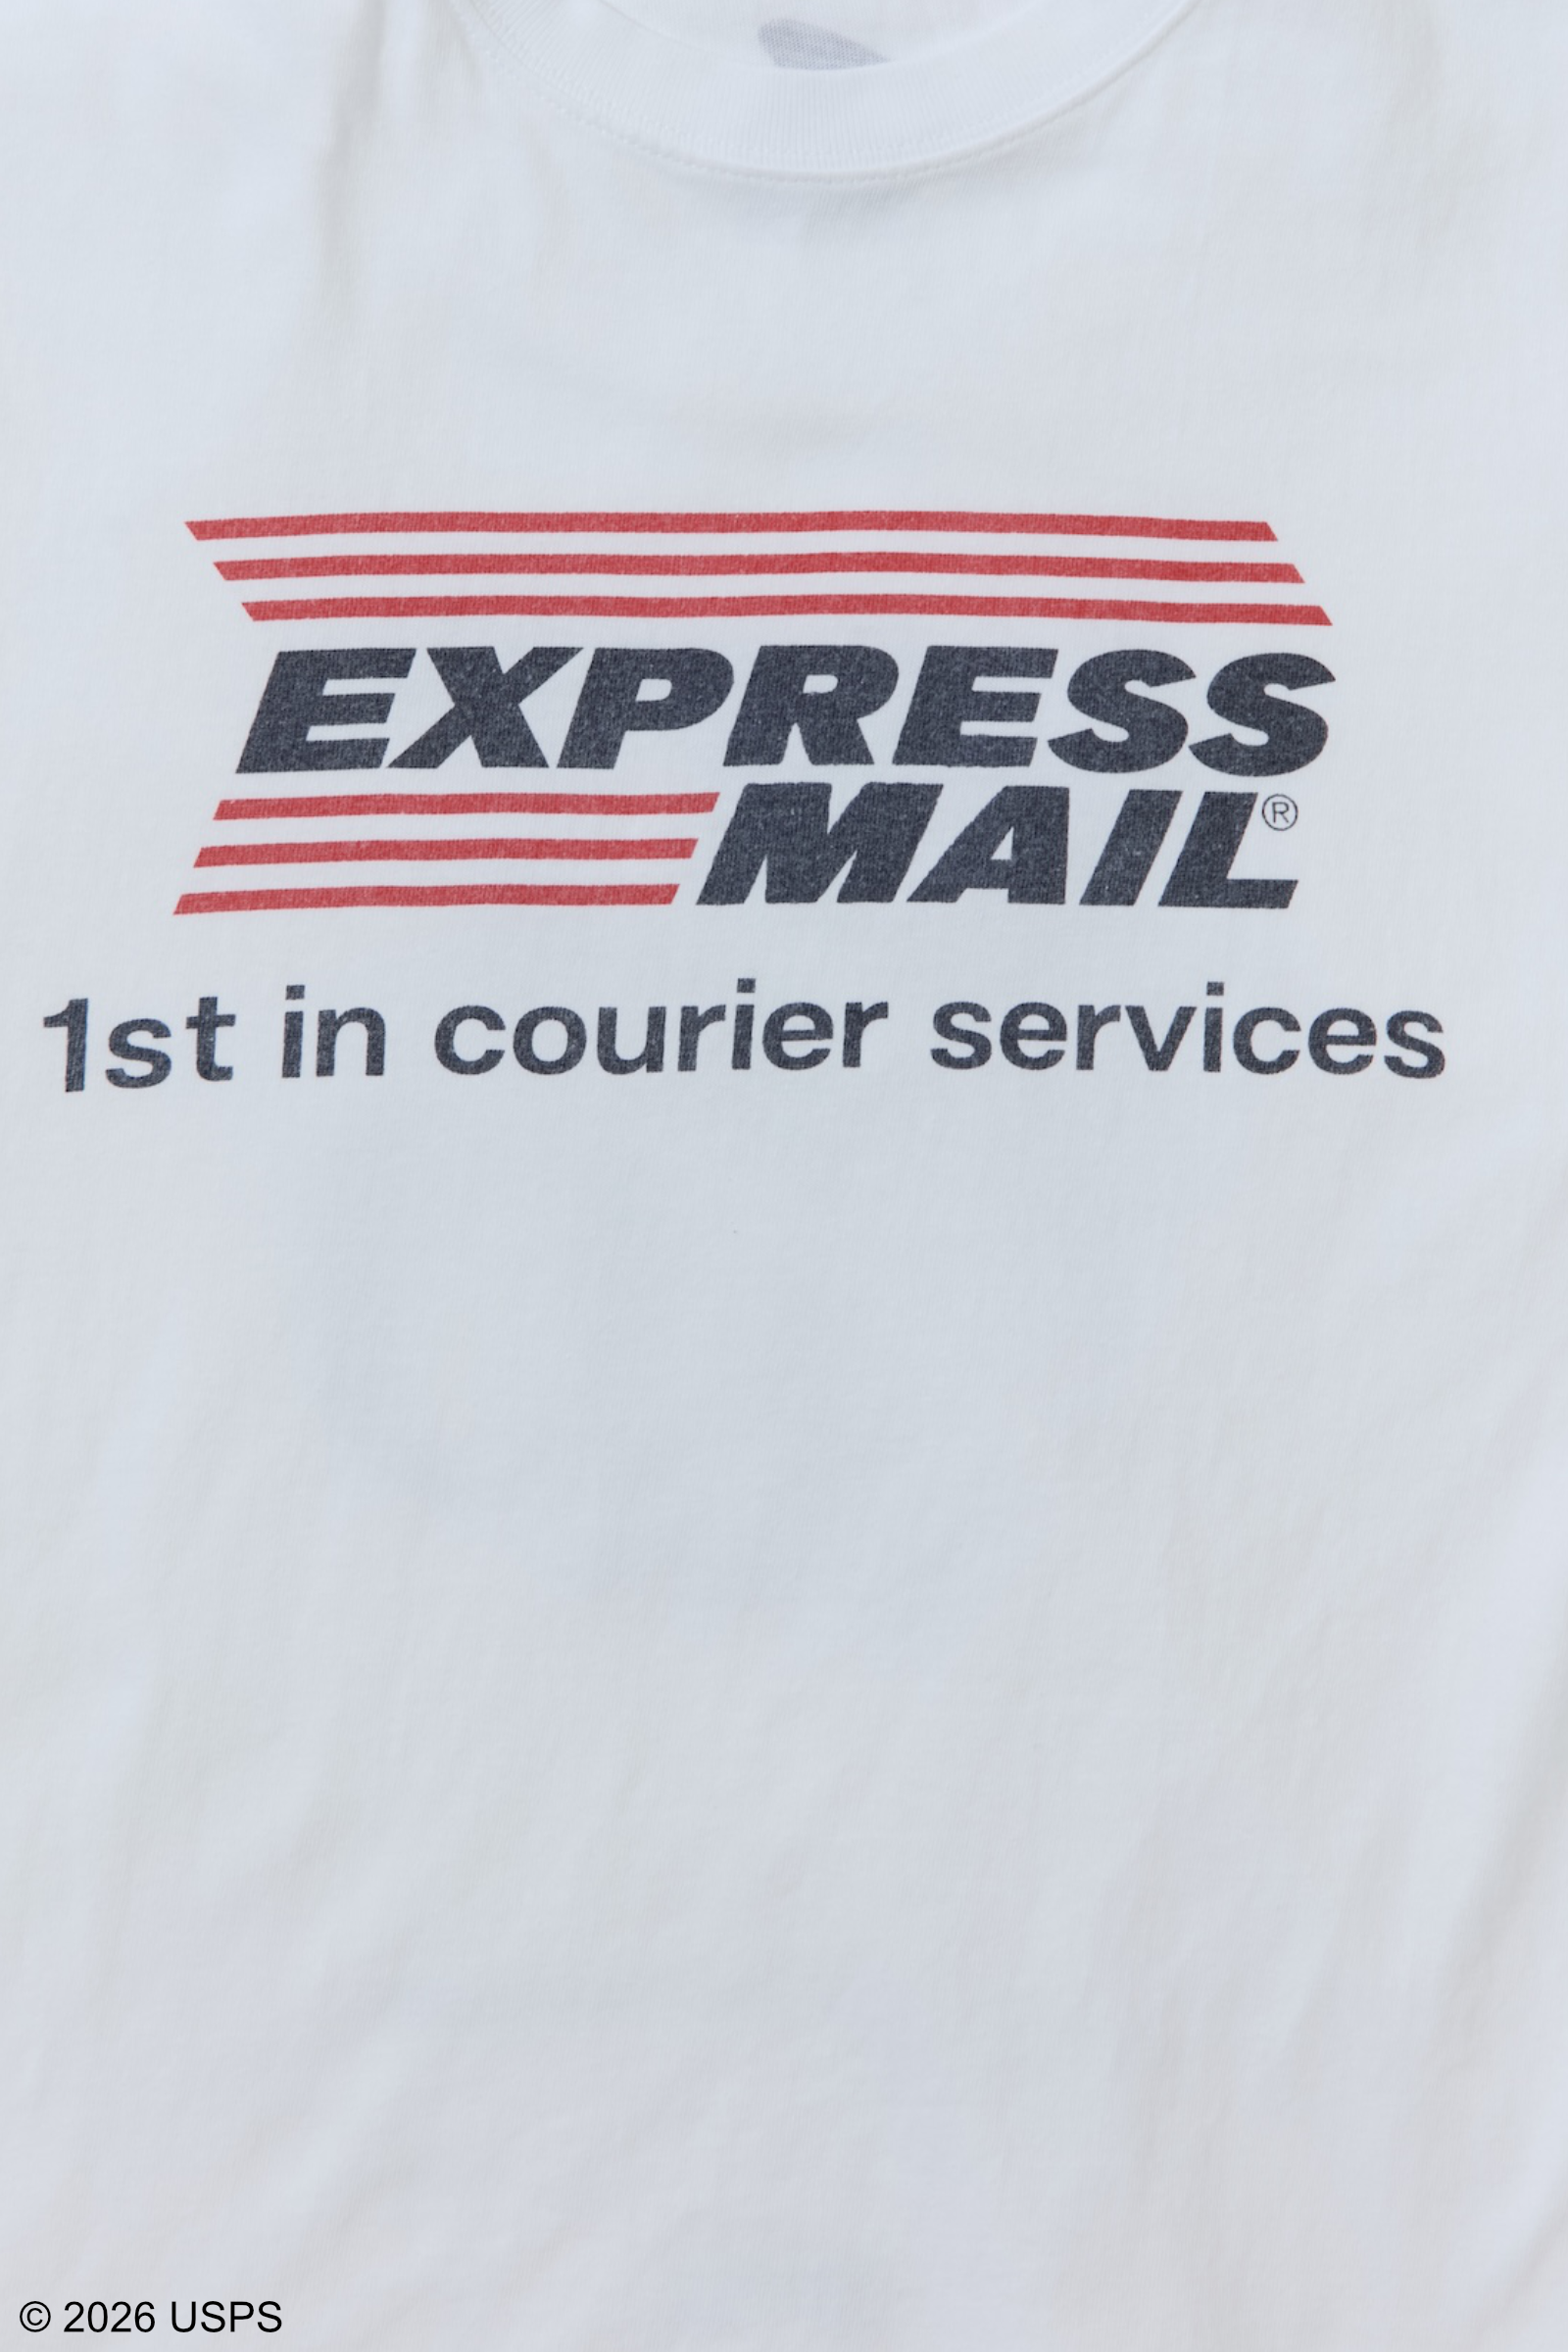 EXPRESS
MAIL®
1st in courier services
© 2026 USPS